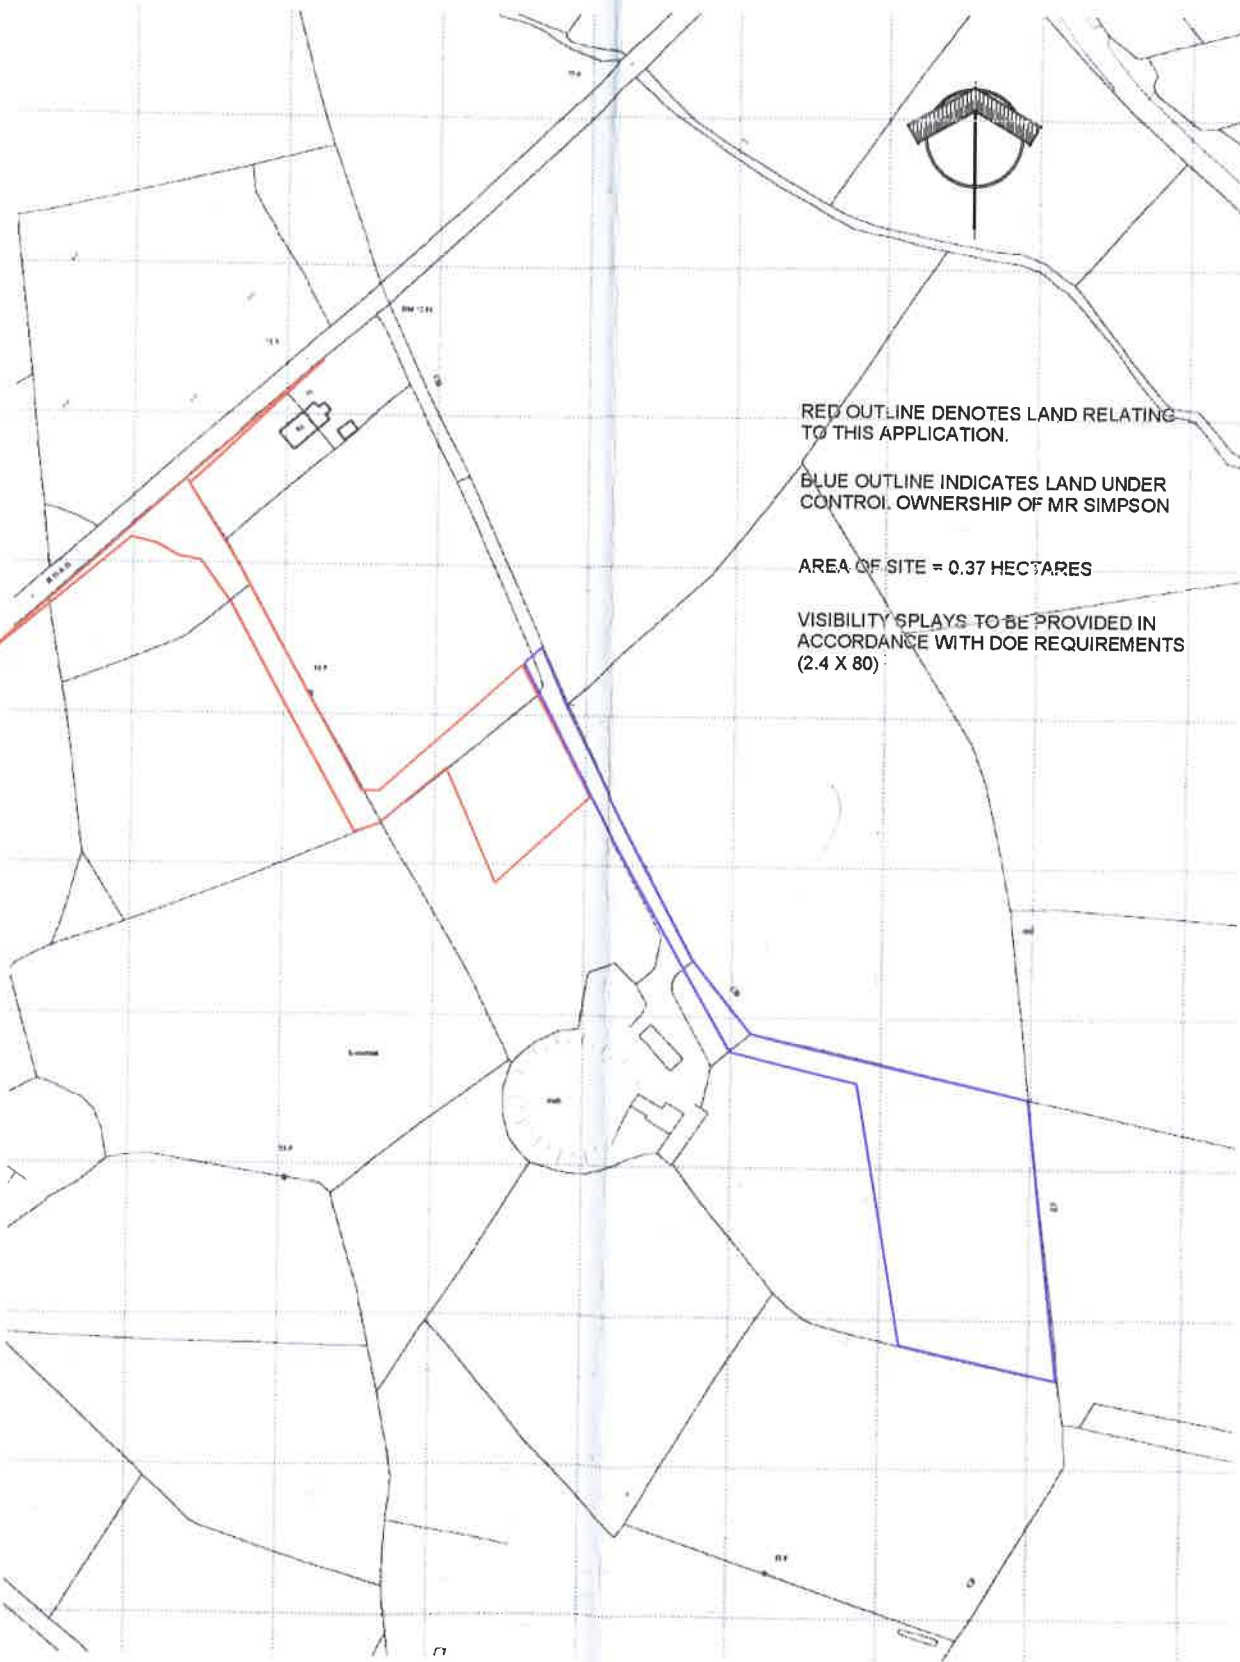 RED OUTLINE DENOTES LAND RELATING
TO THIS APPLICATION.
BLUE OUTLINE INDICATES LAND UNDER
CONTROL OWNERSHIP OF MR SIMPSON
AREA OF SITE = 0.37 HECTARES
VISIBILITY SPLAYS TO BE PROVIDED IN
ACCORDANCE WITH DOE REQUIREMENTS
(2.4 X 80)
ROAD